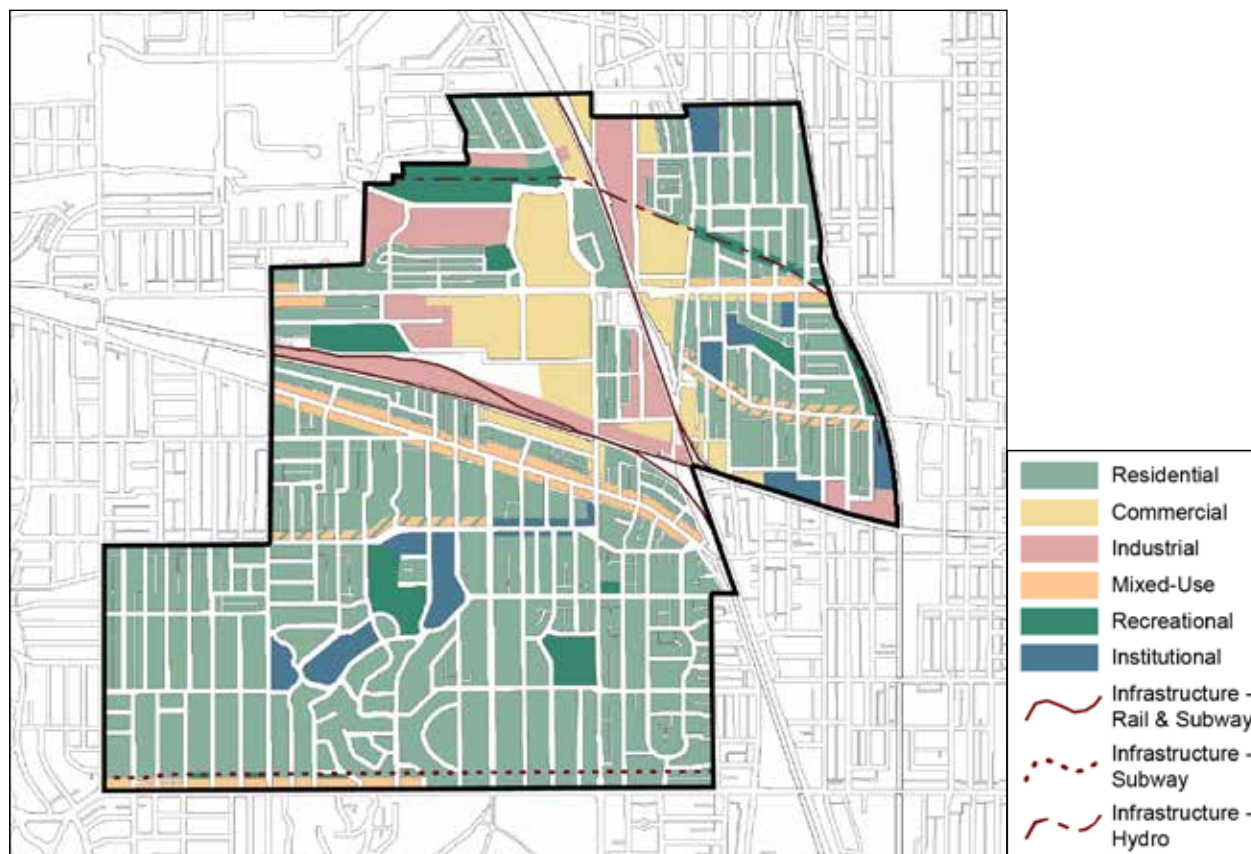 Residential
Commercial
Industrial
Mixed-Use
Recreational
Institutional
Infrastructure -
Rail & Subway
Infrastructure -
Subway
Infrastructure -
Hydro